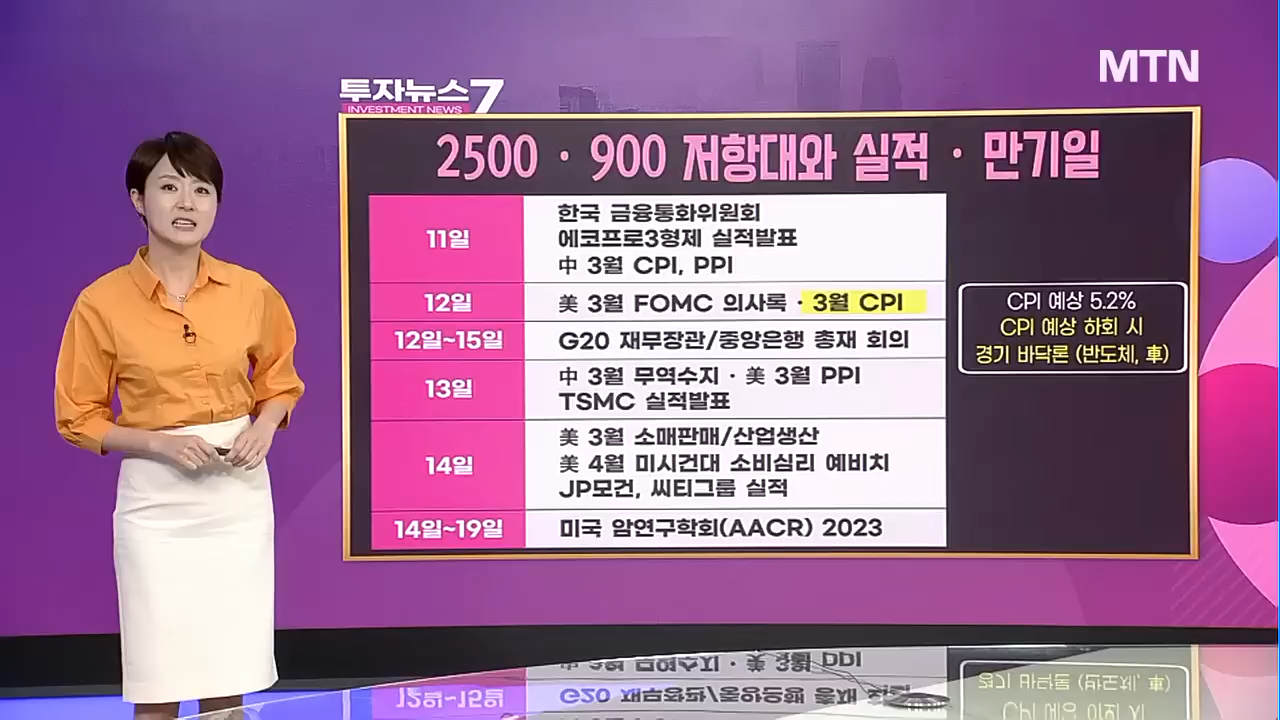 MTN
투자뉴스7
INVESTMENT NEWS
2500 · 900 저항대와 실적 · 만기일
11일
한국 금융통화위원회
에코프로3형제 실적발표
中 3월 CPI, PPI
12일
美 3월 FOMC 의사록 · 3월 CPI
CPI 예상 5.2%
CPI 예상 하회 시
경기 바닥론 (반도체, 車)
12일~15일
G20 재무장관/중앙은행 총재 회의
13일
中 3월 무역수지 · 美 3월 PPI
TSMC 실적발표
14일
美 3월 소매판매/산업생산
美 4월 미시건대 소비심리 예비치
JP모건, 씨티그룹 실적
14일~19일
미국 암연구학회(AACR) 2023